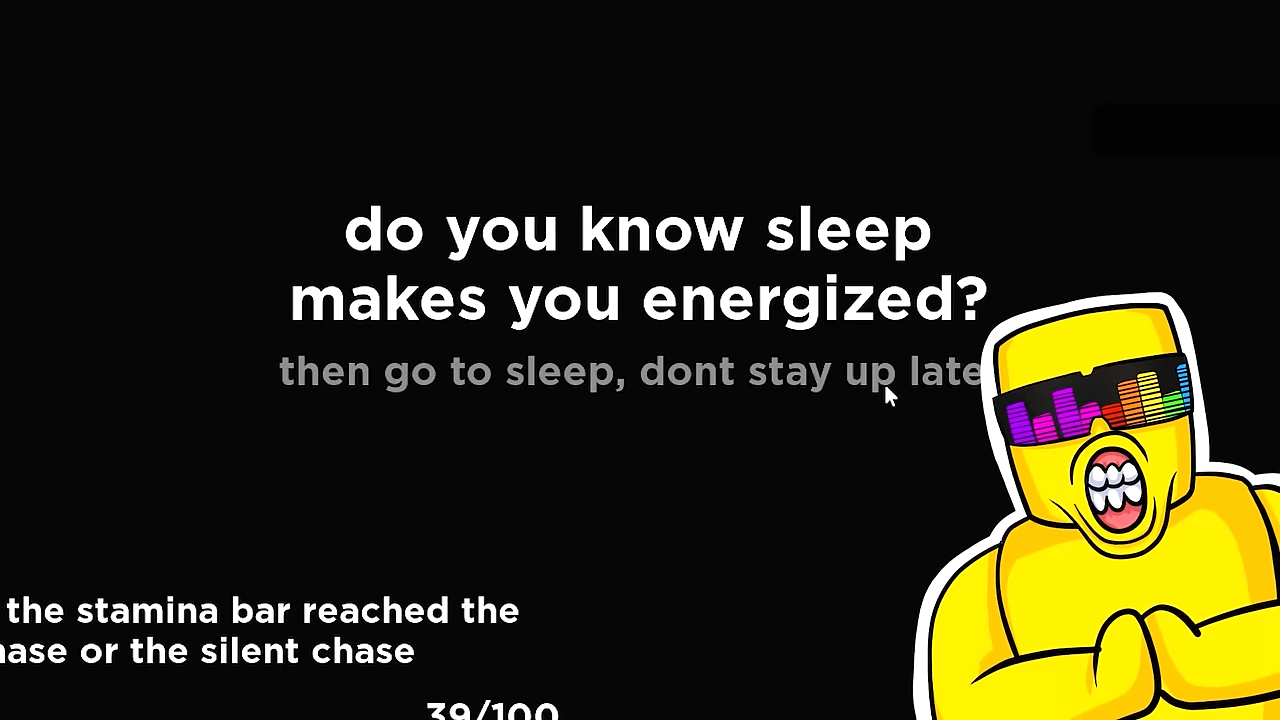 do you know sleep
makes you energized?
then go to sleep, dont stay up late
the stamina bar reached the
hase or the silent chase
39/100